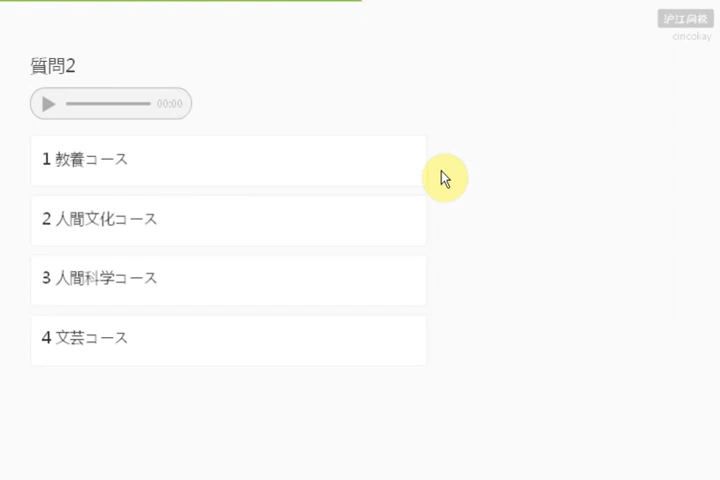 沪江网校
cincokay
質問2
00:00
1 教養コース
2 人間文化コース
3 人間科学コース
4 文芸コース